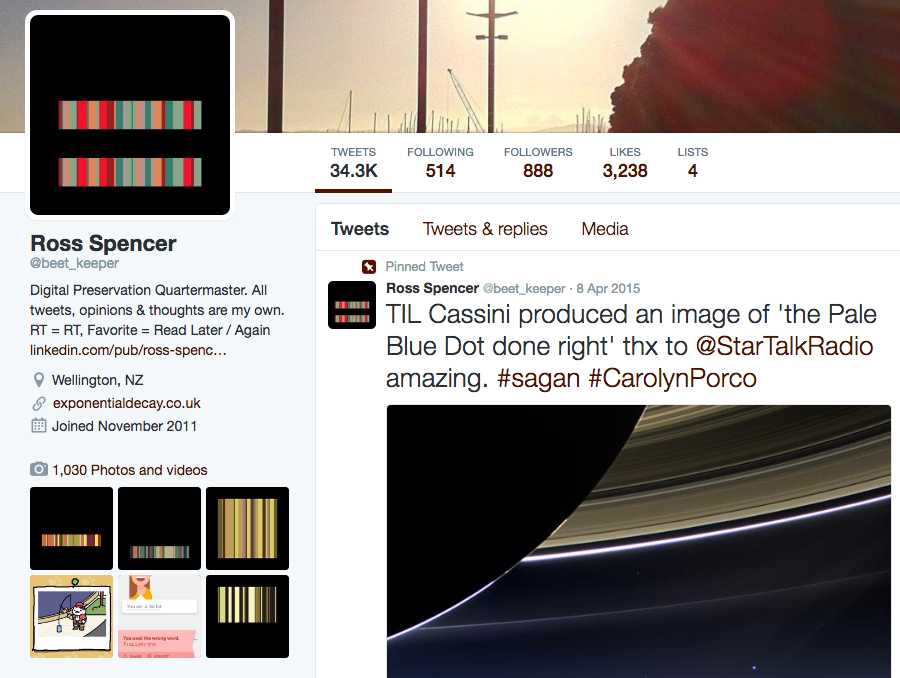 TWEETS FOLLOWING FOLLOWERS LIKES LISTS
34.3K 514 888 3,238 4
Ross Spencer
@beet_keeper
Digital Preservation Quartermaster. All
tweets, opinions & thoughts are my own.
RT = RT, Favorite = Read Later / Again
linkedin.com/pub/ross-spenc…
Wellington, NZ
exponentialdecay.co.uk
Joined November 2011
1,030 Photos and videos
You used the wrong word.
Tweets Tweets & replies Media
Pinned Tweet
Ross Spencer @beet_keeper · 8 Apr 2015
TIL Cassini produced an image of 'the Pale
Blue Dot done right' thx to @StarTalkRadio
amazing. #sagan #CarolynPorco